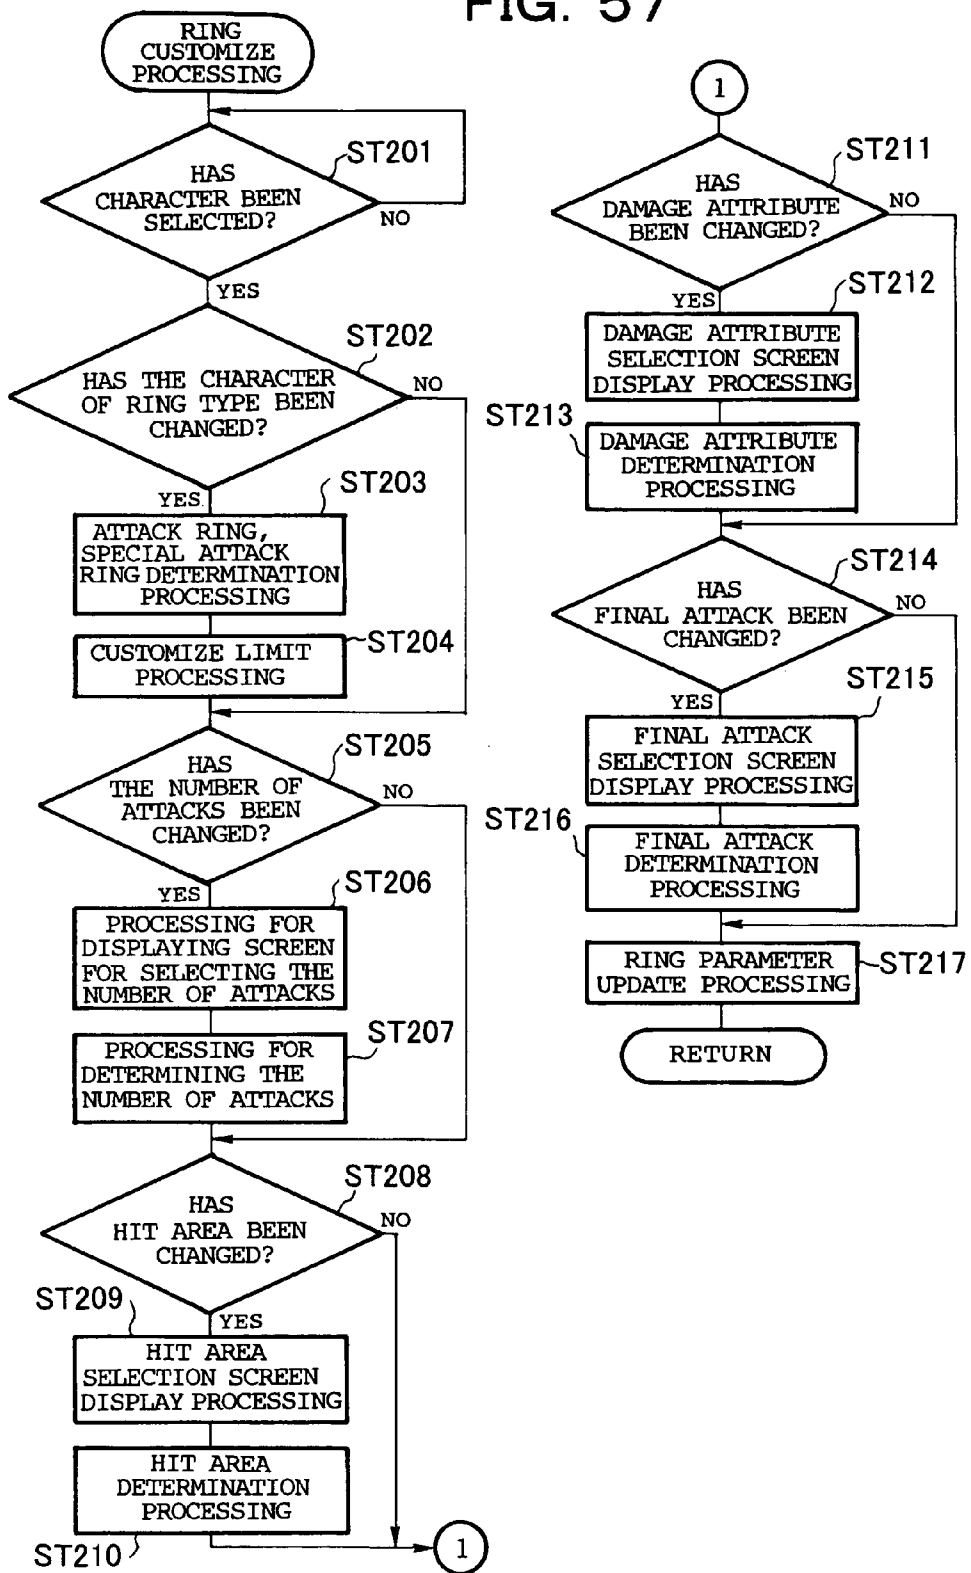 FIG. 57
RING
CUSTOMIZE
PROCESSING
ST201
HAS
CHARACTER BEEN
SELECTED?
NO
YES
ST202
HAS THE CHARACTER
OF RING TYPE BEEN
CHANGED?
NO
YES
ST203
ATTACK RING,
SPECIAL ATTACK
RING DETERMINATION
PROCESSING
ST204
CUSTOMIZE LIMIT
PROCESSING
ST205
HAS
THE NUMBER OF
ATTACKS BEEN
CHANGED?
NO
YES
ST206
PROCESSING FOR
DISPLAYING SCREEN
FOR SELECTING THE
NUMBER OF ATTACKS
ST207
PROCESSING FOR
DETERMINING THE
NUMBER OF ATTACKS
ST208
HAS
HIT AREA BEEN
CHANGED?
NO
YES
ST209
HIT AREA
SELECTION SCREEN
DISPLAY PROCESSING
HIT AREA
DETERMINATION
PROCESSING
ST210
1
1
ST211
HAS
DAMAGE ATTRIBUTE
BEEN CHANGED?
NO
YES
ST212
DAMAGE ATTRIBUTE
SELECTION SCREEN
DISPLAY PROCESSING
ST213
DAMAGE ATTRIBUTE
DETERMINATION
PROCESSING
ST214
HAS
FINAL ATTACK BEEN
CHANGED?
NO
YES
ST215
FINAL ATTACK
SELECTION SCREEN
DISPLAY PROCESSING
ST216
FINAL ATTACK
DETERMINATION
PROCESSING
RING PARAMETER
UPDATE PROCESSING
ST217
RETURN